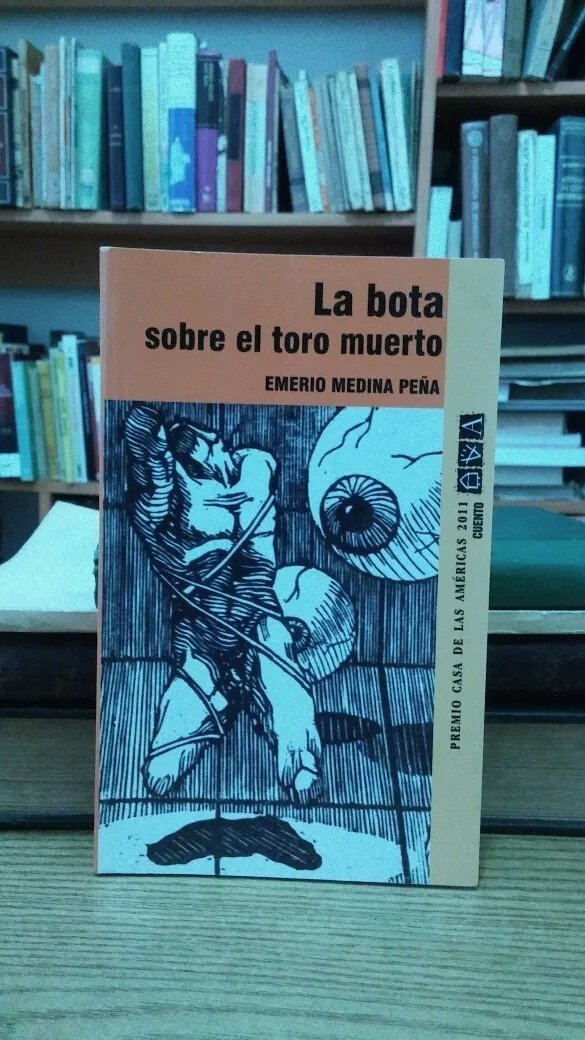 La bota
sobre el toro muerto
EMERIO MEDINA PEÑA
PREMIO CASA DE LAS AMÉRICAS 2011
CUENTO